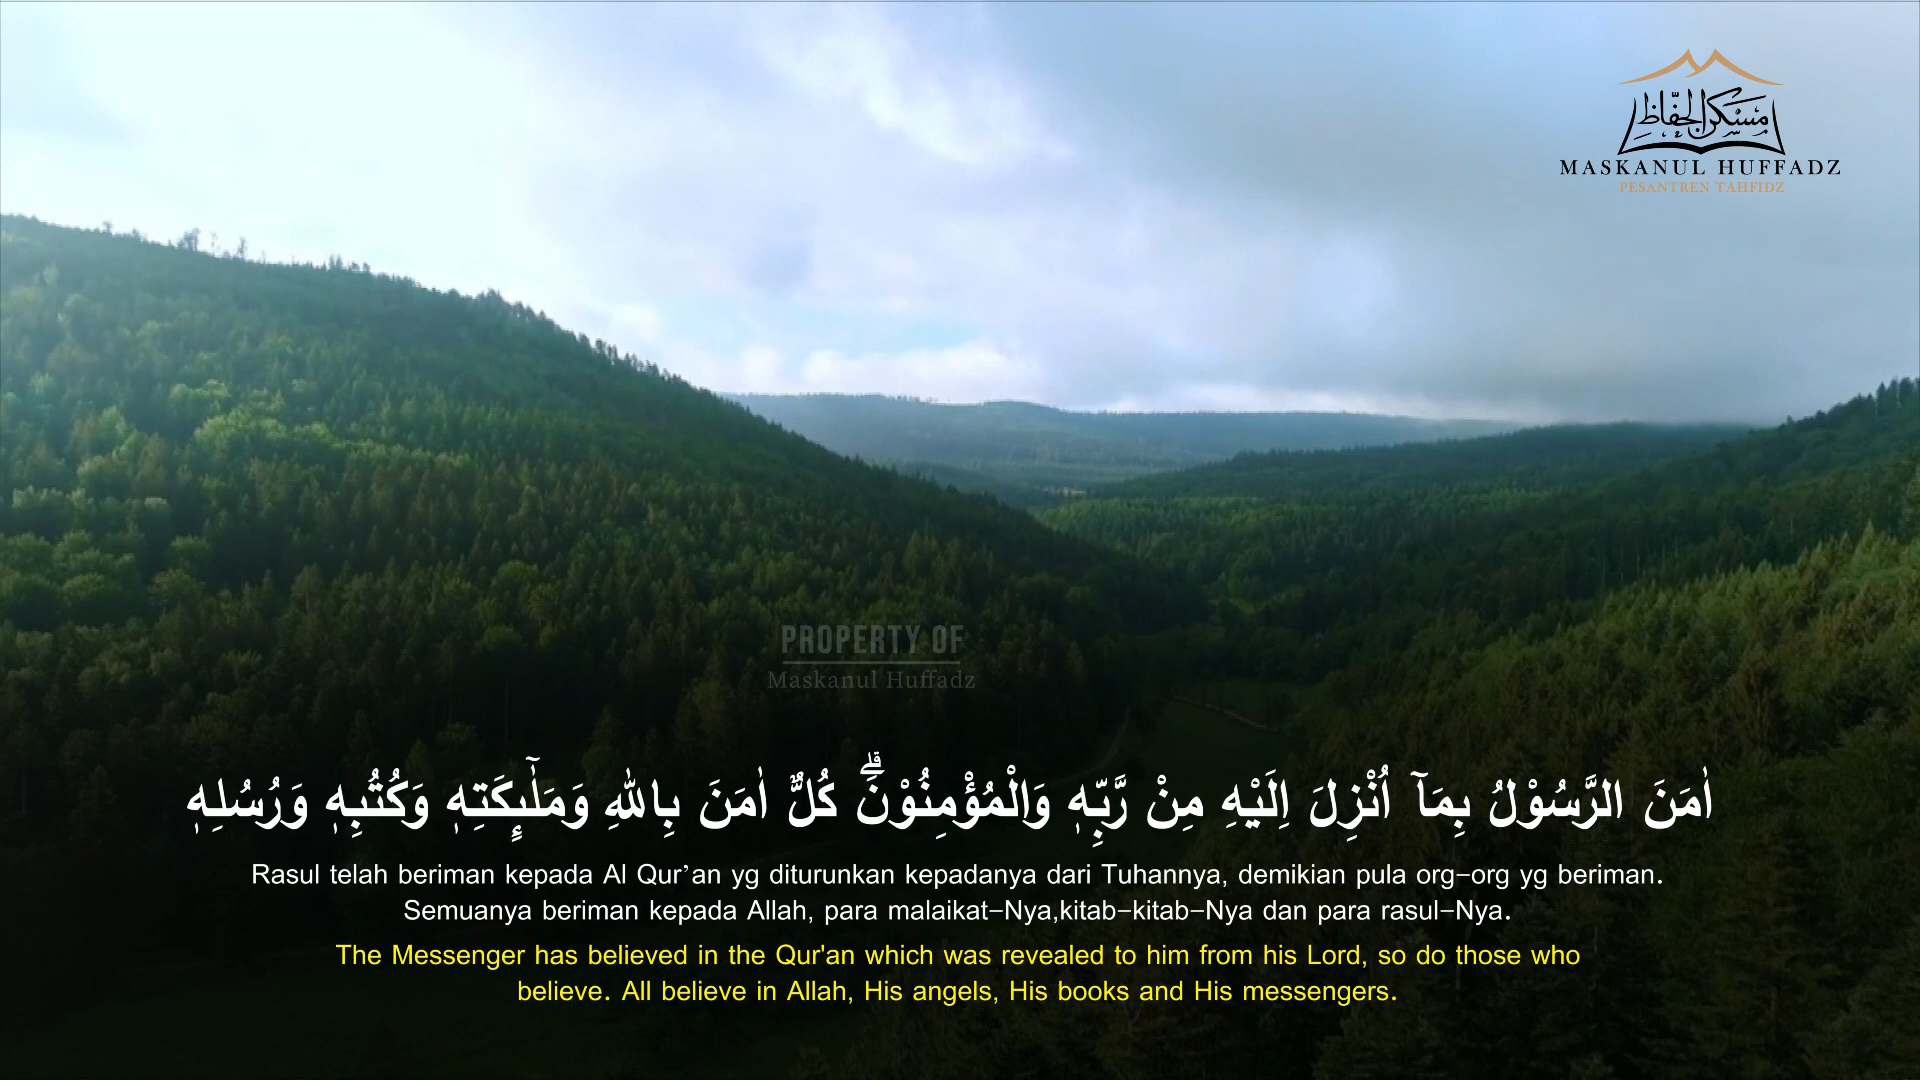 مسكن الحفاظ
MASKANUL HUFFADZ
PESANTREN TAHFIDZ
PROPERTY OF
Maskanul Huffadz
اٰمَنَ الرَّسُوْلُ بِمَآ اُنْزِلَ اِلَيْهِ مِنْ رَّبِّهٖ وَالْمُؤْمِنُوْنَۗ كُلٌّ اٰمَنَ بِاللّٰهِ وَمَلٰۤىِٕكَتِهٖ وَكُتُبِهٖ وَرُسُلِهٖ
Rasul telah beriman kepada Al Qur’an yg diturunkan kepadanya dari Tuhannya, demikian pula org-org yg beriman.
Semuanya beriman kepada Allah, para malaikat-Nya,kitab-kitab-Nya dan para rasul-Nya.
The Messenger has believed in the Qur'an which was revealed to him from his Lord, so do those who
believe. All believe in Allah, His angels, His books and His messengers.